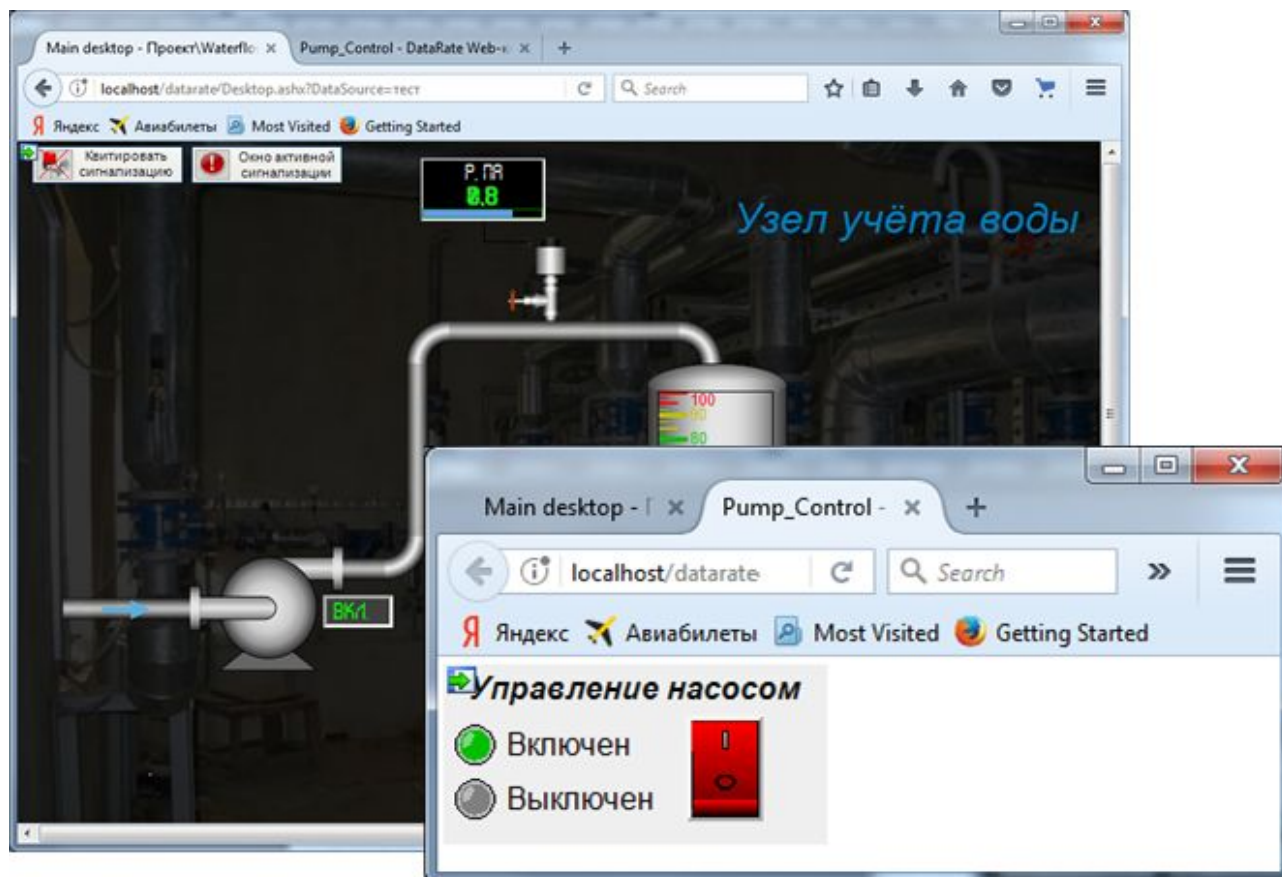 Main desktop - Проект\Waterflo
Pump_Control - DataRate Web-к
localhost/datarate/Desktop.ashx?DataSource=тест
Search
Яндекс Авиабилеты Most Visited Getting Started
Квитировать
сигнализацию
Окно активной
сигнализации
P, ПА
0,8
Узел учёта воды
100
90
80
ВКЛ
Main desktop - Г
Pump_Control -
localhost/datarate
Search
Яндекс Авиабилеты Most Visited Getting Started
Управление насосом
Включен
Выключен